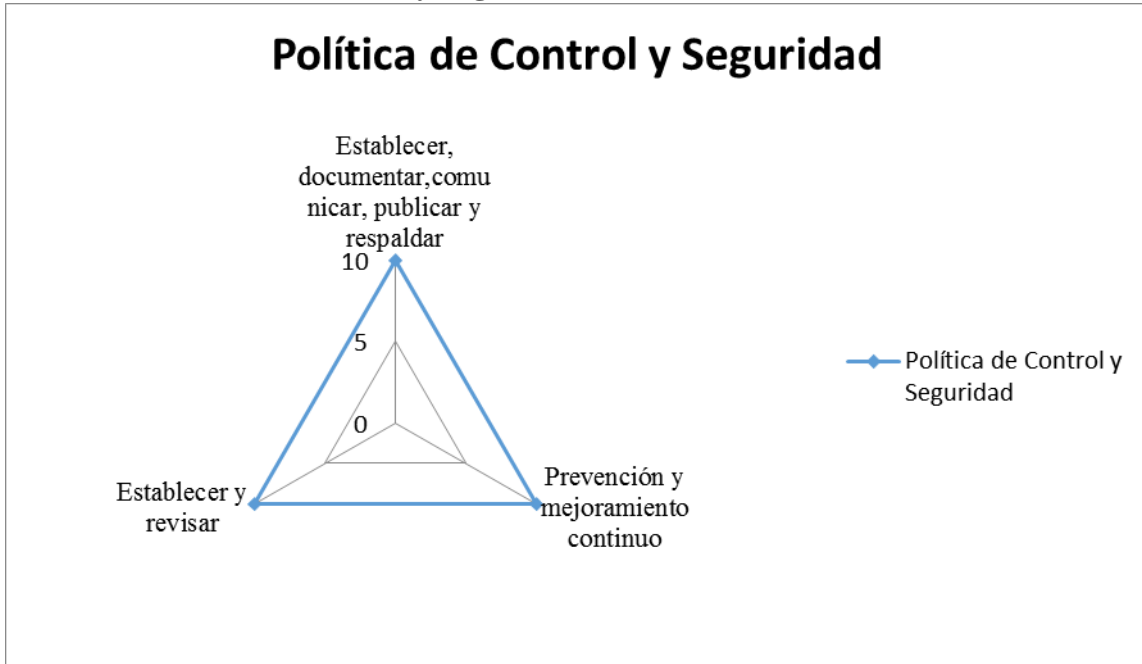 Política de Control y Seguridad
Establecer,
documentar,comu
nicar, publicar y
respaldar
10
5
0
Establecer y
revisar
Prevención y
mejoramiento
continuo
Política de Control y
Seguridad